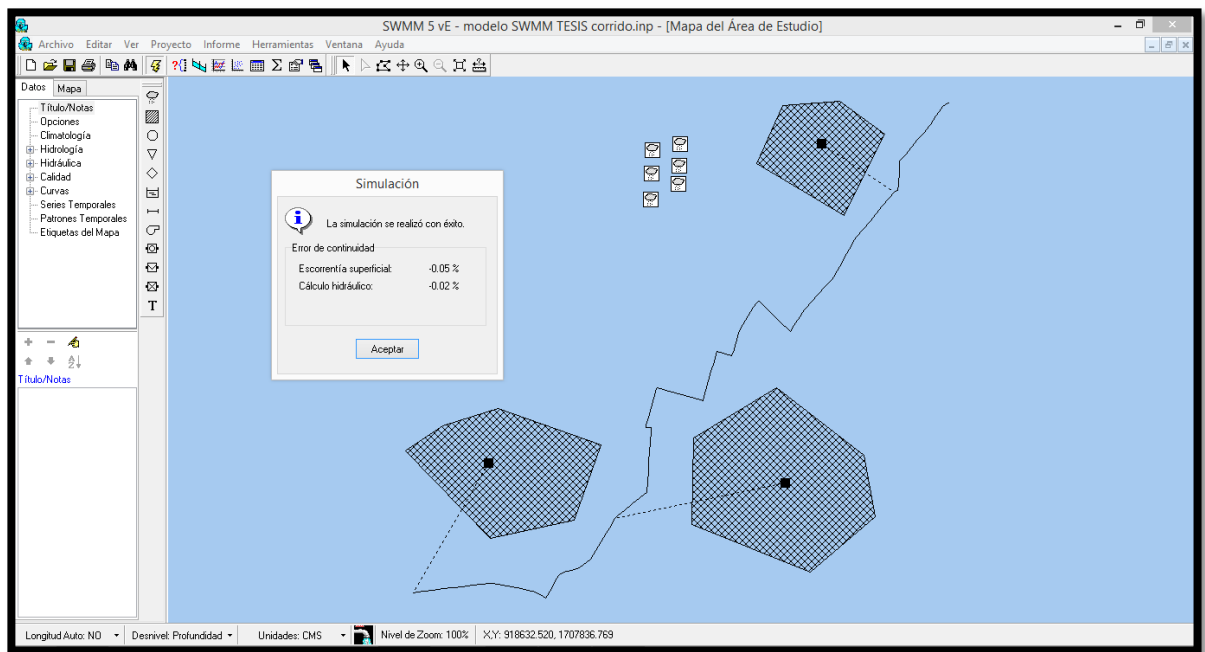 SWMM 5 vE - modelo SWMM TESIS corrido.inp - [Mapa del Área de Estudio]
Archivo Editar Ver Proyecto Informe Herramientas Ventana Ayuda
Datos Mapa
Título/Notas
Opciones
Climatología
Hidrología
Hidráulica
Calidad
Curvas
Series Temporales
Patrones Temporales
Etiquetas del Mapa
T
Simulación
La simulación se realizó con éxito.
Error de continuidad
Escorrentía superficial: -0.05 %
Cálculo hidráulico: -0.02 %
Aceptar
Título/Notas
Longitud Auto: NO Desnivel: Profundidad Unidades: CMS Nivel de Zoom: 100% X,Y: 918632.520, 1707836.769